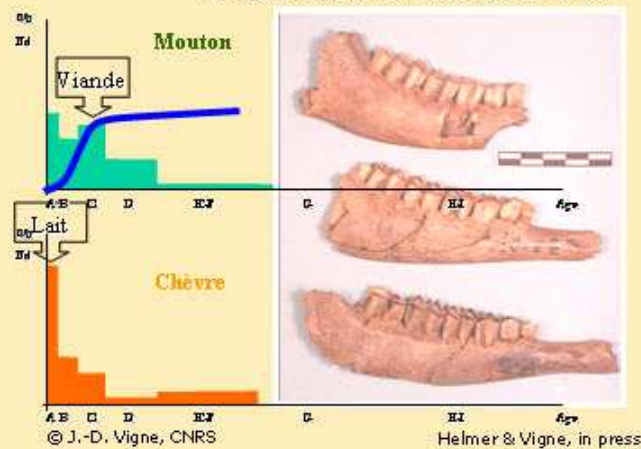 Mouton
Viande
A B C D EF G HI Age
Lait
Chèvre
A B C D EF G HI Age
© J.-D. Vigne, CNRS
Helmer & Vigne, in press